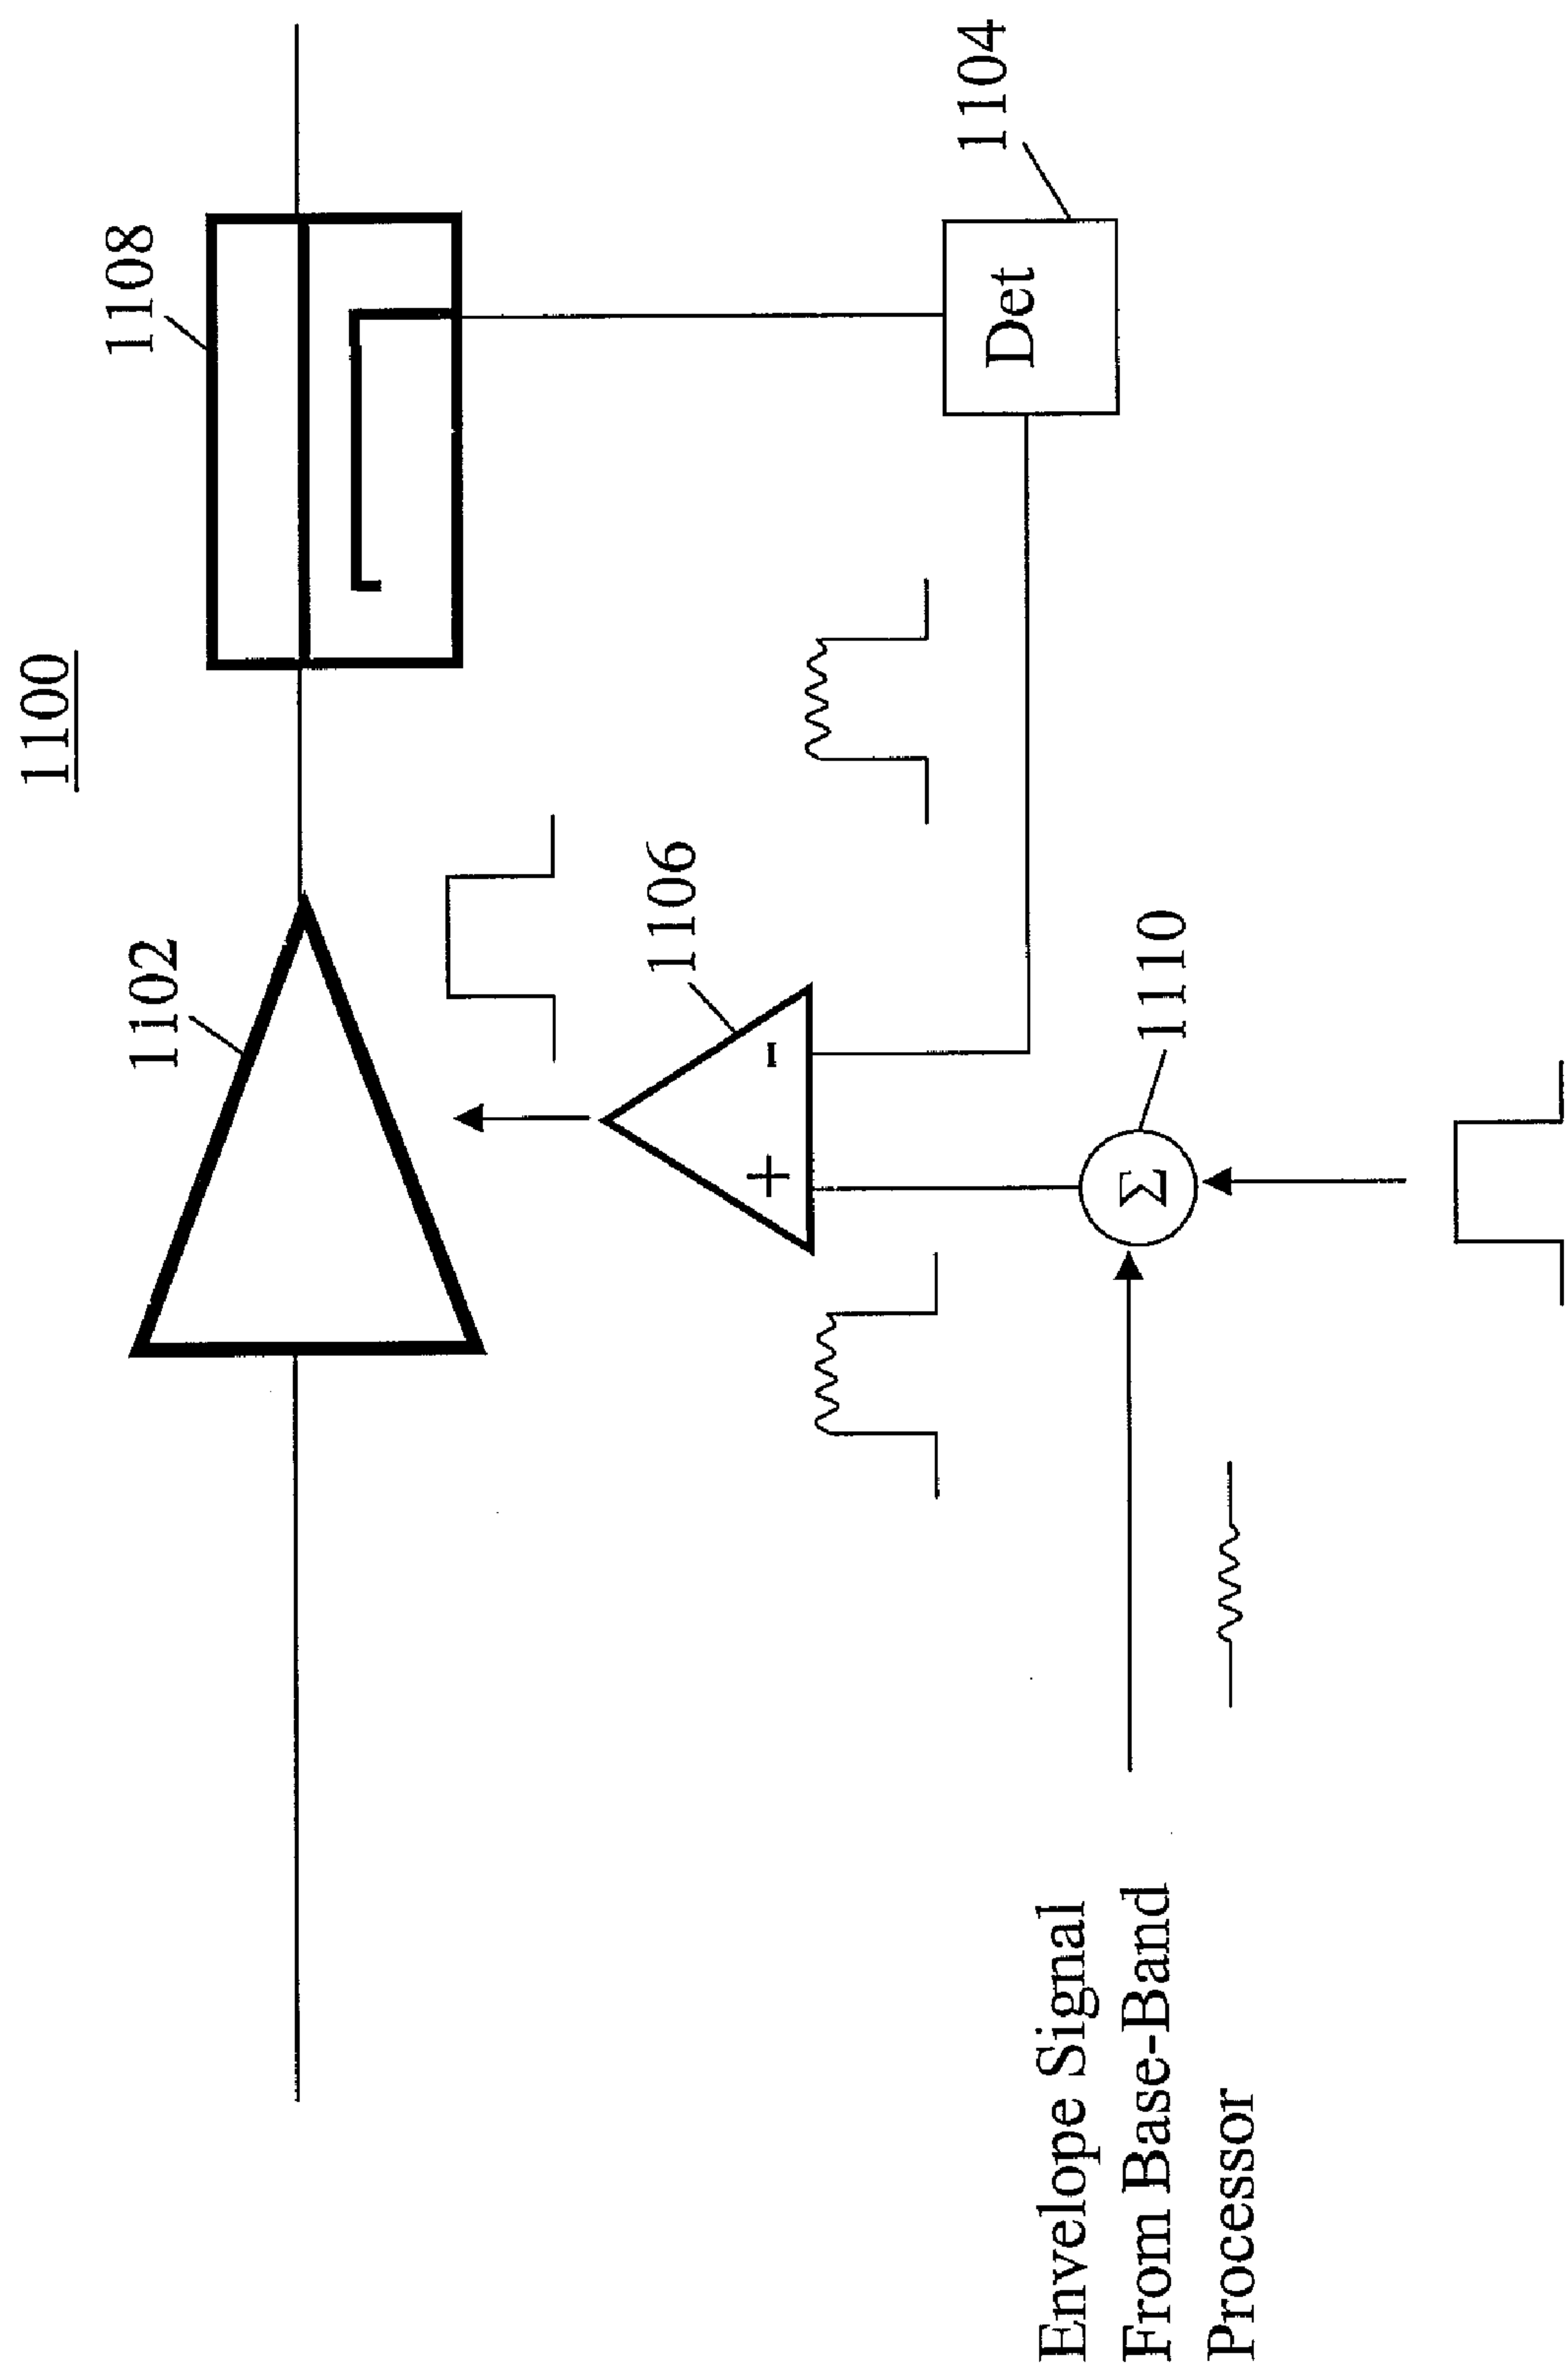 1100
1102
1108
1106
+
-
1104
Det
1110
Σ
Envelope Signal
From Base-Band
Processor